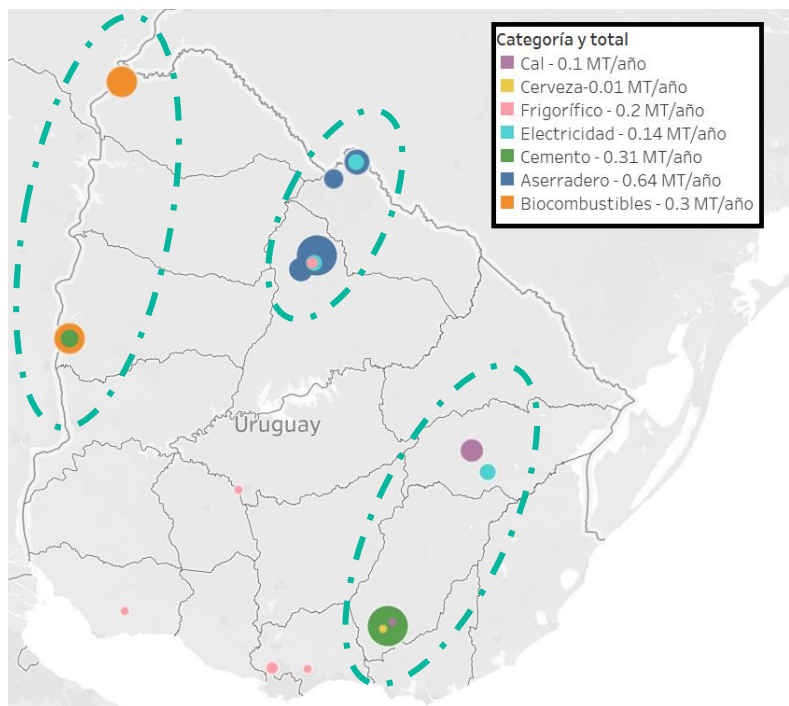 Categoría y total
Cal - 0.1 MT/año
Cerveza-0.01 MT/año
Frigorífico - 0.2 MT/año
Electricidad - 0.14 MT/año
Cemento - 0.31 MT/año
Aserradero - 0.64 MT/año
Biocombustibles - 0.3 MT/año
Uruguay